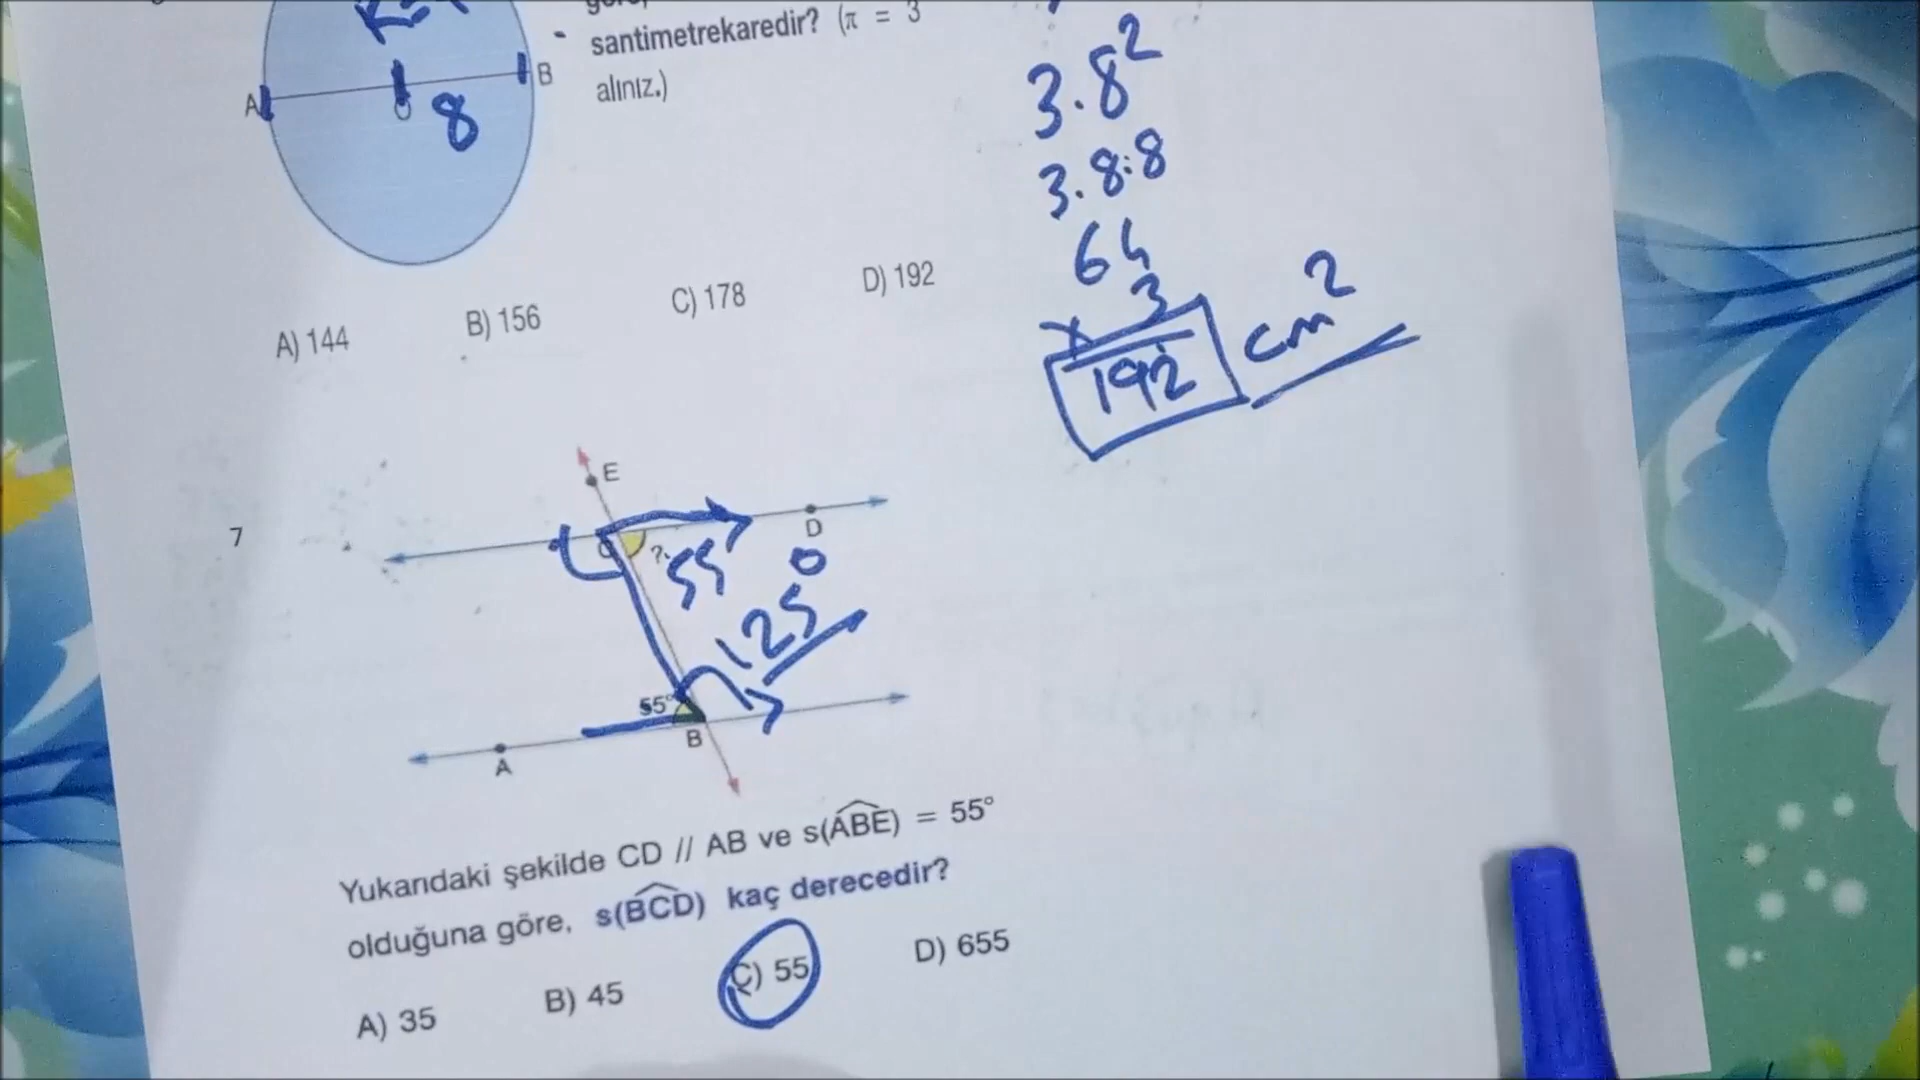 santimetrekaredir? (π = 3
alınız.)
A
B
8
3.8²
3.8.8
64
x 3
192 cm²
A) 144
B) 156
C) 178
D) 192
7
E
D
?
55
125°
55°
B
A
Yukarıdaki şekilde CD // AB ve s(ABE) = 55°
olduğuna göre, s(BCD) kaç derecedir?
A) 35
B) 45
C) 55
D) 655